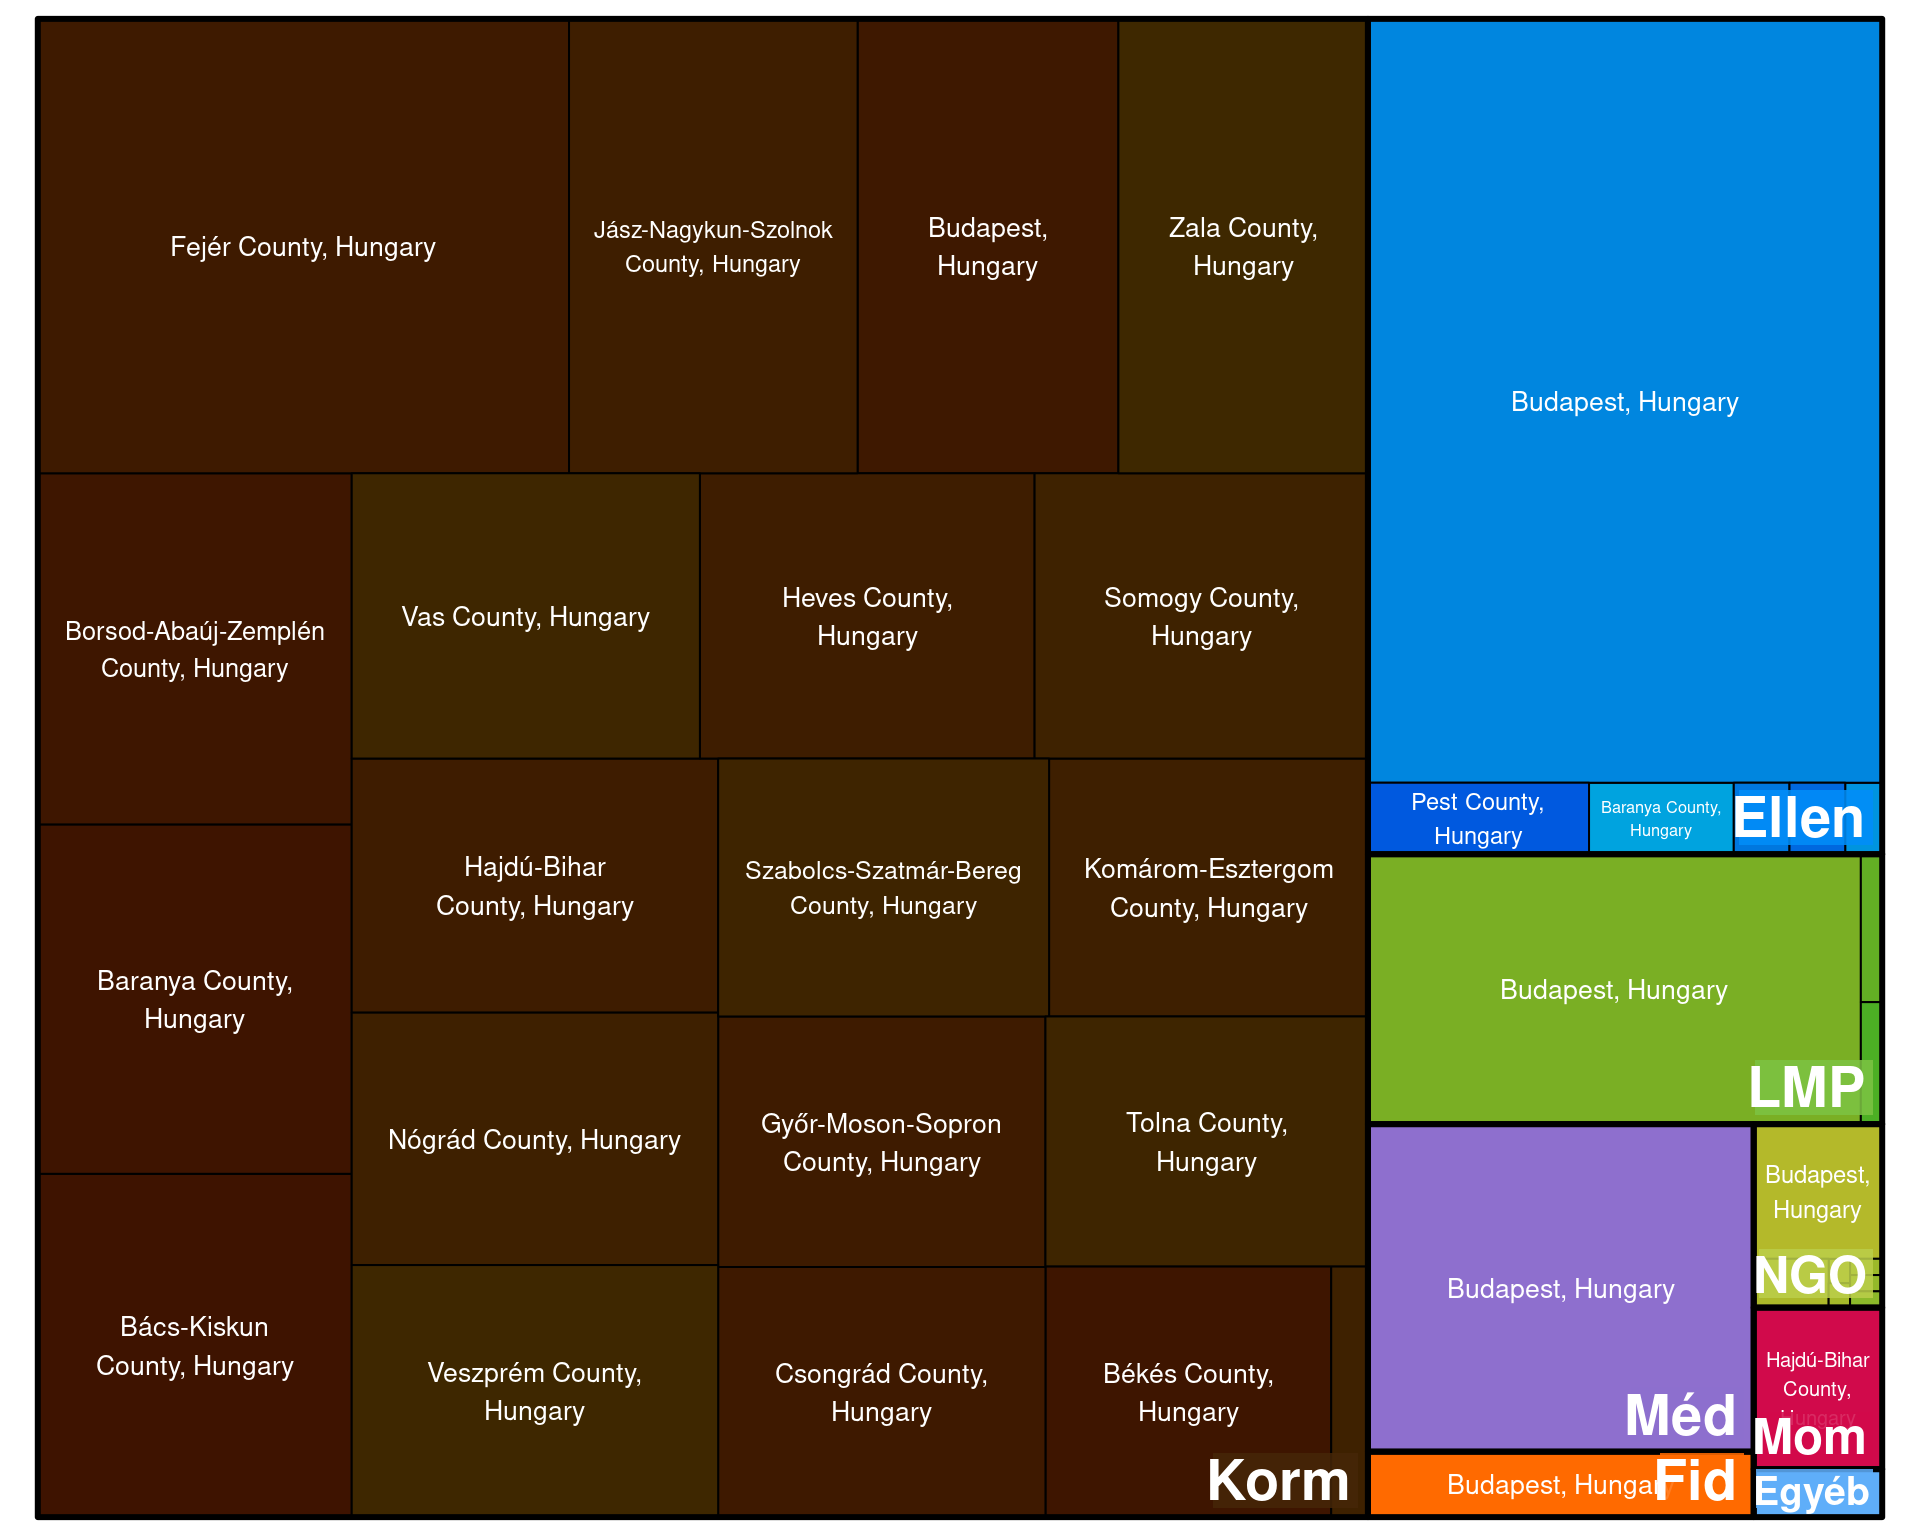 Fejér County, Hungary
Jász-Nagykun-Szolnok
County, Hungary
Budapest,
Hungary
Zala County,
Hungary
Borsod-Abaúj-Zemplén
County, Hungary
Vas County, Hungary
Heves County,
Hungary
Somogy County,
Hungary
Baranya County,
Hungary
Hajdú-Bihar
County, Hungary
Szabolcs-Szatmár-Bereg
County, Hungary
Komárom-Esztergom
County, Hungary
Nógrád County, Hungary
Győr-Moson-Sopron
County, Hungary
Tolna County,
Hungary
Bács-Kiskun
County, Hungary
Veszprém County,
Hungary
Csongrád County,
Hungary
Békés County,
Hungary
Korm
Budapest, Hungary
Pest County,
Hungary
Baranya County,
Hungary
Ellen
Budapest, Hungary
LMP
Budapest, Hungary
Méd
Budapest,
Hungary
NGO
Hajdú-Bihar
County,
Hungary
Mom
Budapest, Hungary
Fid
Egyéb